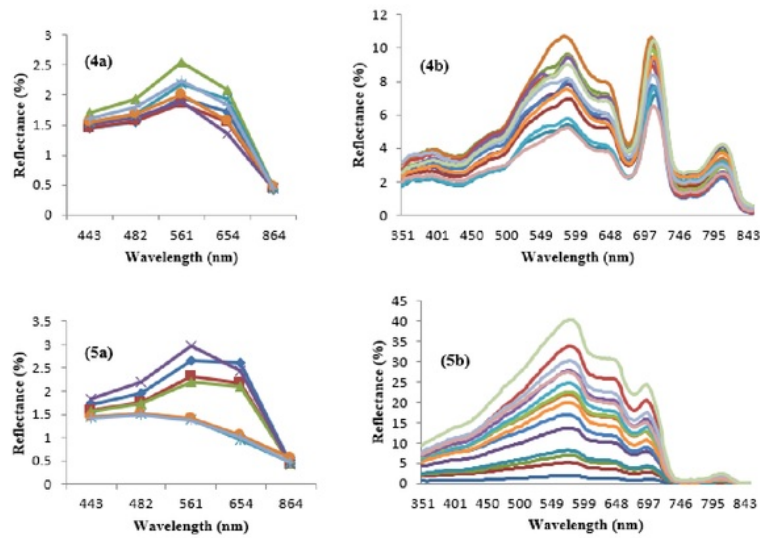 (4a)
Reflectance (%)
3
2.5
2
1.5
1
0.5
0
443 482 561 654 864
Wavelength (nm)
(4b)
Reflectance (%)
12
10
8
6
4
2
0
351 401 451 500 549 599 648 697 746 795 843
Wavelength (nm)
(5a)
Reflectance (%)
3.5
3
2.5
2
1.5
1
0.5
0
443 482 561 654 864
Wavelength (nm)
(5b)
Reflectance (%)
45
40
35
30
25
20
15
10
5
0
351 401 451 500 549 599 648 697 746 795 843
Wavelength (nm)